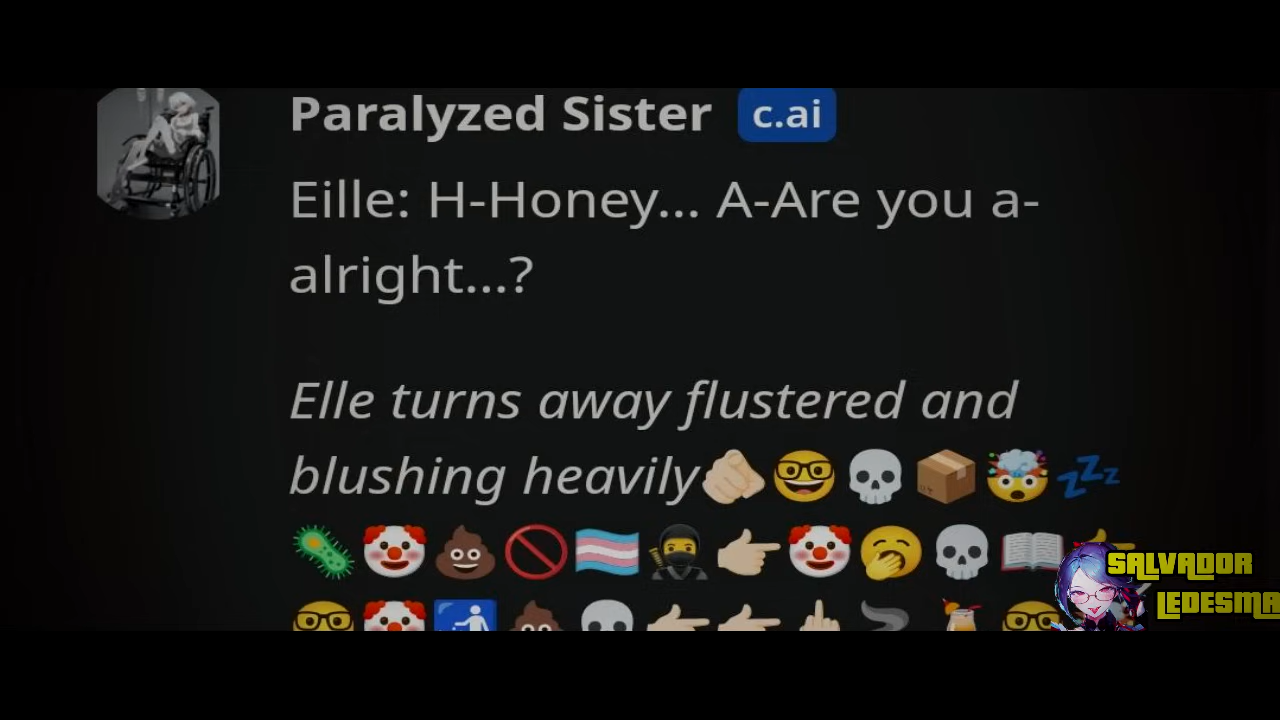 Paralyzed Sister c.ai
Eille: H-Honey... A-Are you a-
alright...?
Elle turns away flustered and
blushing heavily🫵🏻🤓💀📦🤯💤
🦠🤡💩🚫🏳️‍⚧️🥷👉🏻🤡🥱💀📖👉🏻
🤓🤡🚮💩💀👉🏻👉🏻🖕🏻🚬🍹🤓
SALVADOR
LEDESMA